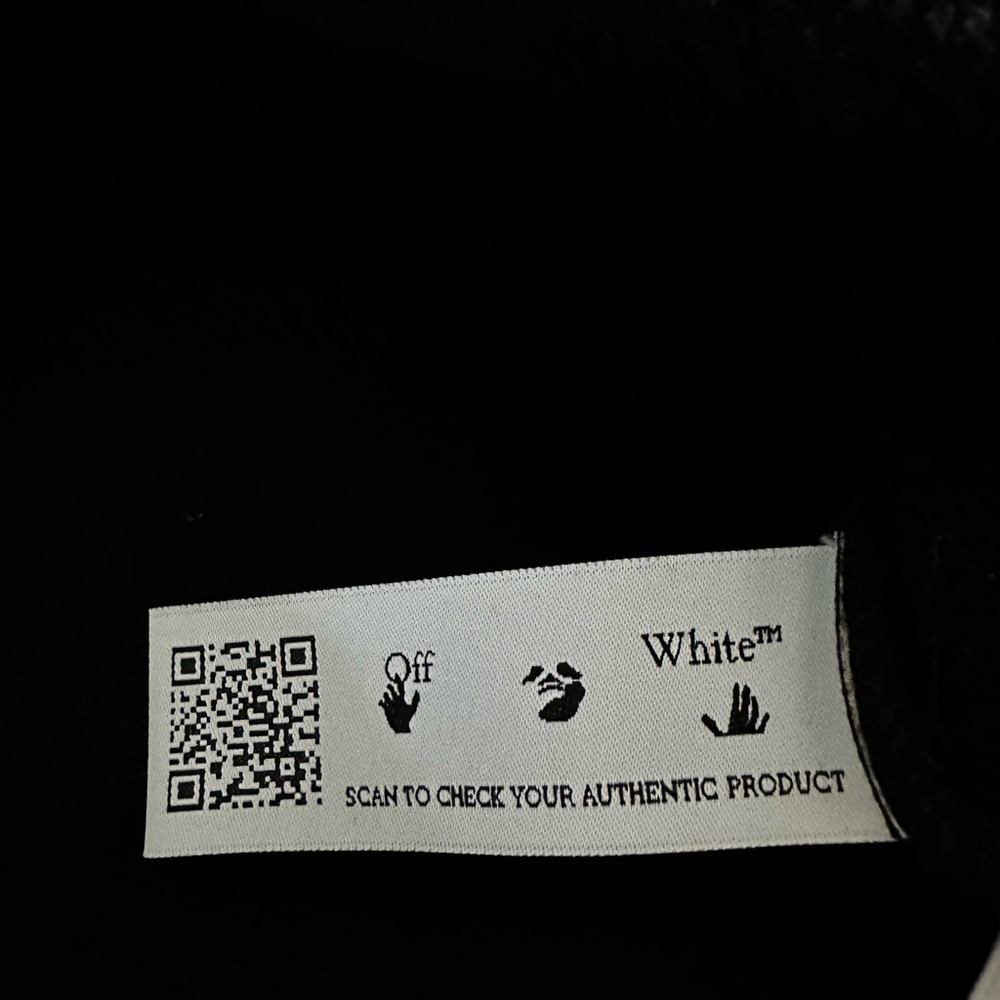 Off White™
SCAN TO CHECK YOUR AUTHENTIC PRODUCT